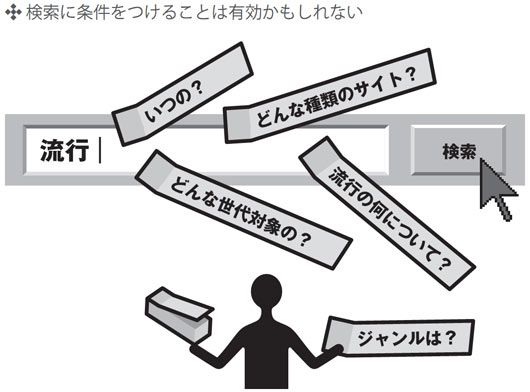 検索に条件をつけることは有効かもしれない
いつの？
どんな種類のサイト？
流行
検索
どんな世代対象の？
流行の何について？
ジャンルは？